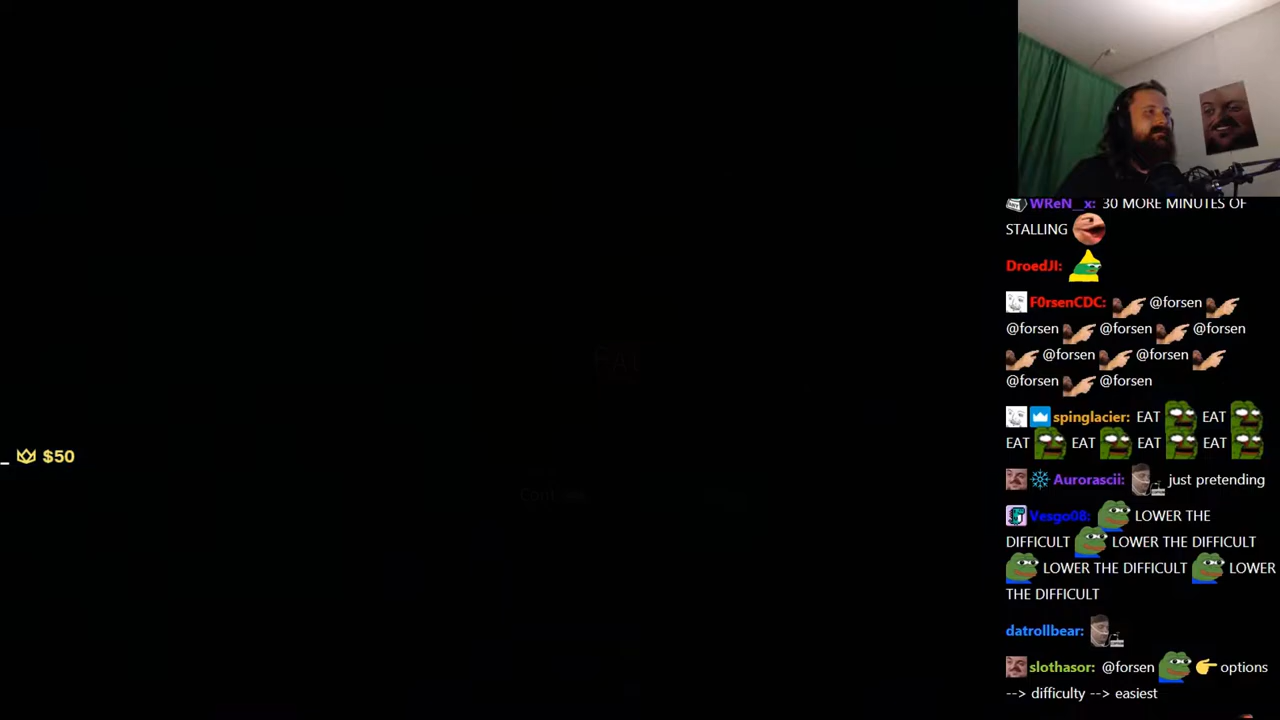 WReN__x: 30 MORE MINUTES OF
STALLING
DroedJI:
F0rsenCDC: @forsen
@forsen @forsen @forsen
@forsen @forsen
@forsen @forsen
spinglacier: EAT EAT
EAT EAT EAT EAT
Aurorascii: just pretending
Vesgo08: LOWER THE
DIFFICULT LOWER THE DIFFICULT
LOWER THE DIFFICULT LOWER
THE DIFFICULT
datrollbear:
slothasor: @forsen options
--> difficulty --> easiest
$50